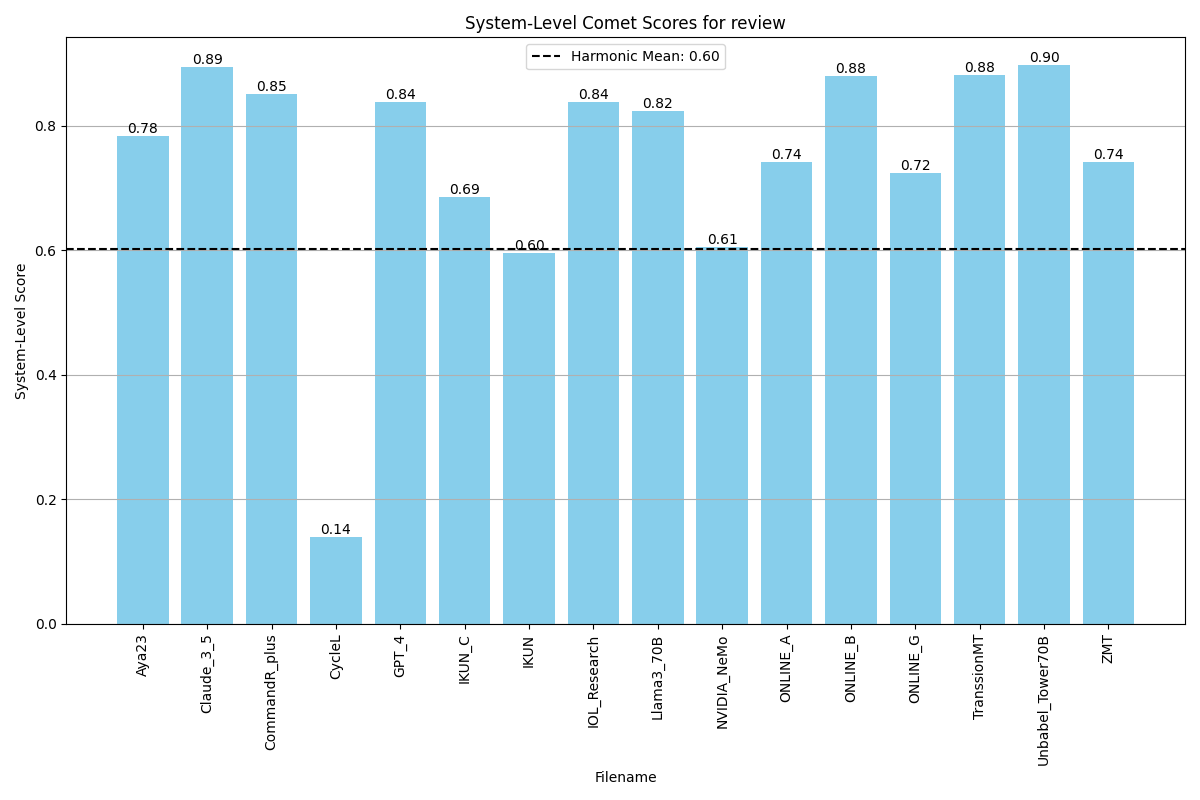 System-Level Comet Scores for review
Harmonic Mean: 0.60
System-Level Score
0.8
0.6
0.4
0.2
0.0
0.78
0.89
0.85
0.14
0.84
0.69
0.60
0.84
0.82
0.61
0.74
0.88
0.72
0.88
0.90
0.74
Aya23
Claude_3_5
CommandR_plus
CycleL
GPT_4
IKUN_C
IKUN
IOL_Research
Llama3_70B
NVIDIA_NeMo
ONLINE_A
ONLINE_B
ONLINE_G
TranssionMT
Unbabel_Tower70B
ZMT
Filename